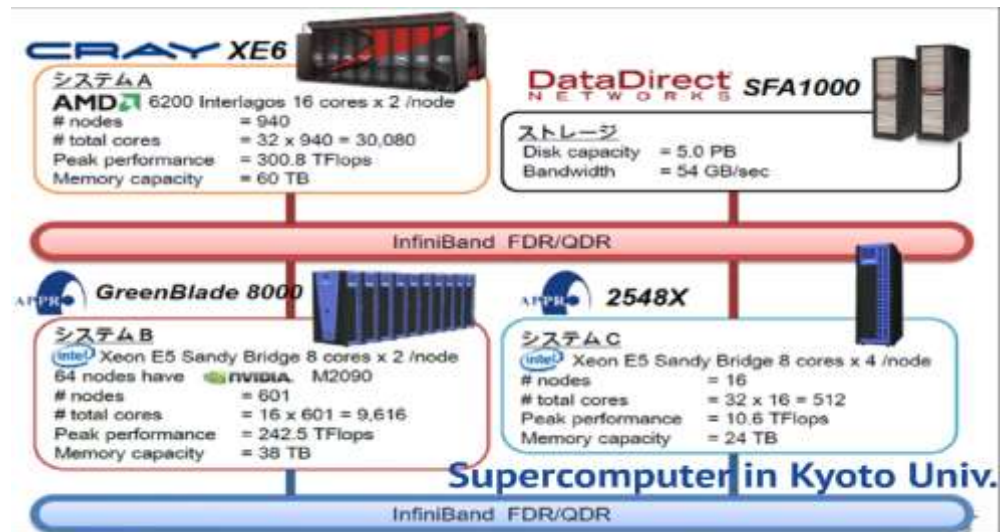 CRAY XE6
システムA
AMD 6200 Interlagos 16 cores x 2 /node
# nodes = 940
# total cores = 32 x 940 = 30,080
Peak performance = 300.8 TFlops
Memory capacity = 60 TB
DataDirect NETWORKS SFA1000
ストレージ
Disk capacity = 5.0 PB
Bandwidth = 54 GB/sec
InfiniBand FDR/QDR
APPRO GreenBlade 8000
システムB
intel Xeon E5 Sandy Bridge 8 cores x 2 /node
64 nodes have NVIDIA. M2090
# nodes = 601
# total cores = 16 x 601 = 9,616
Peak performance = 242.5 TFlops
Memory capacity = 38 TB
APPRO 2548X
システムC
intel Xeon E5 Sandy Bridge 8 cores x 4 /node
# nodes = 16
# total cores = 32 x 16 = 512
Peak performance = 10.6 TFlops
Memory capacity = 24 TB
Supercomputer in Kyoto Univ.
InfiniBand FDR/QDR